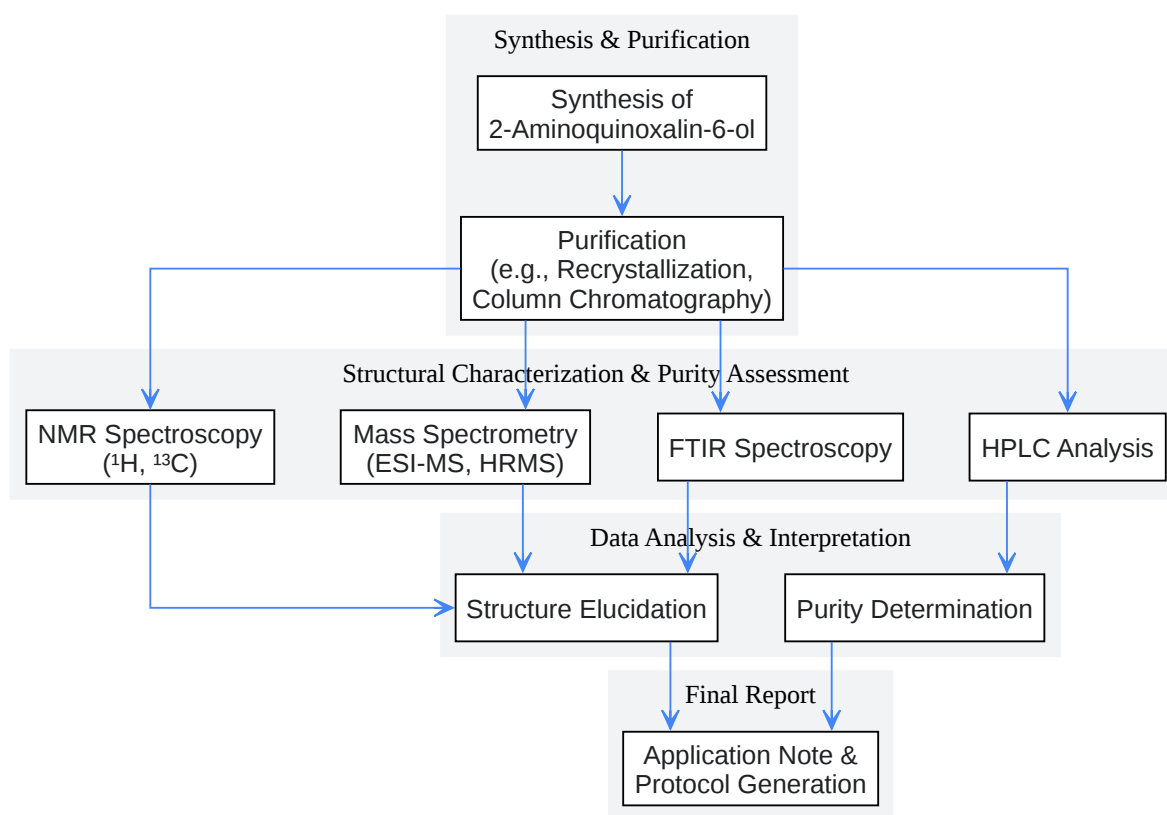 Synthesis & Purification
Synthesis of
2-Aminoquinoxalin-6-ol
Purification
(e.g., Recrystallization,
Column Chromatography)
Structural Characterization & Purity Assessment
NMR Spectroscopy
(¹H, ¹³C)
Mass Spectrometry
(ESI-MS, HRMS)
FTIR Spectroscopy
HPLC Analysis
Data Analysis & Interpretation
Structure Elucidation
Purity Determination
Final Report
Application Note &
Protocol Generation